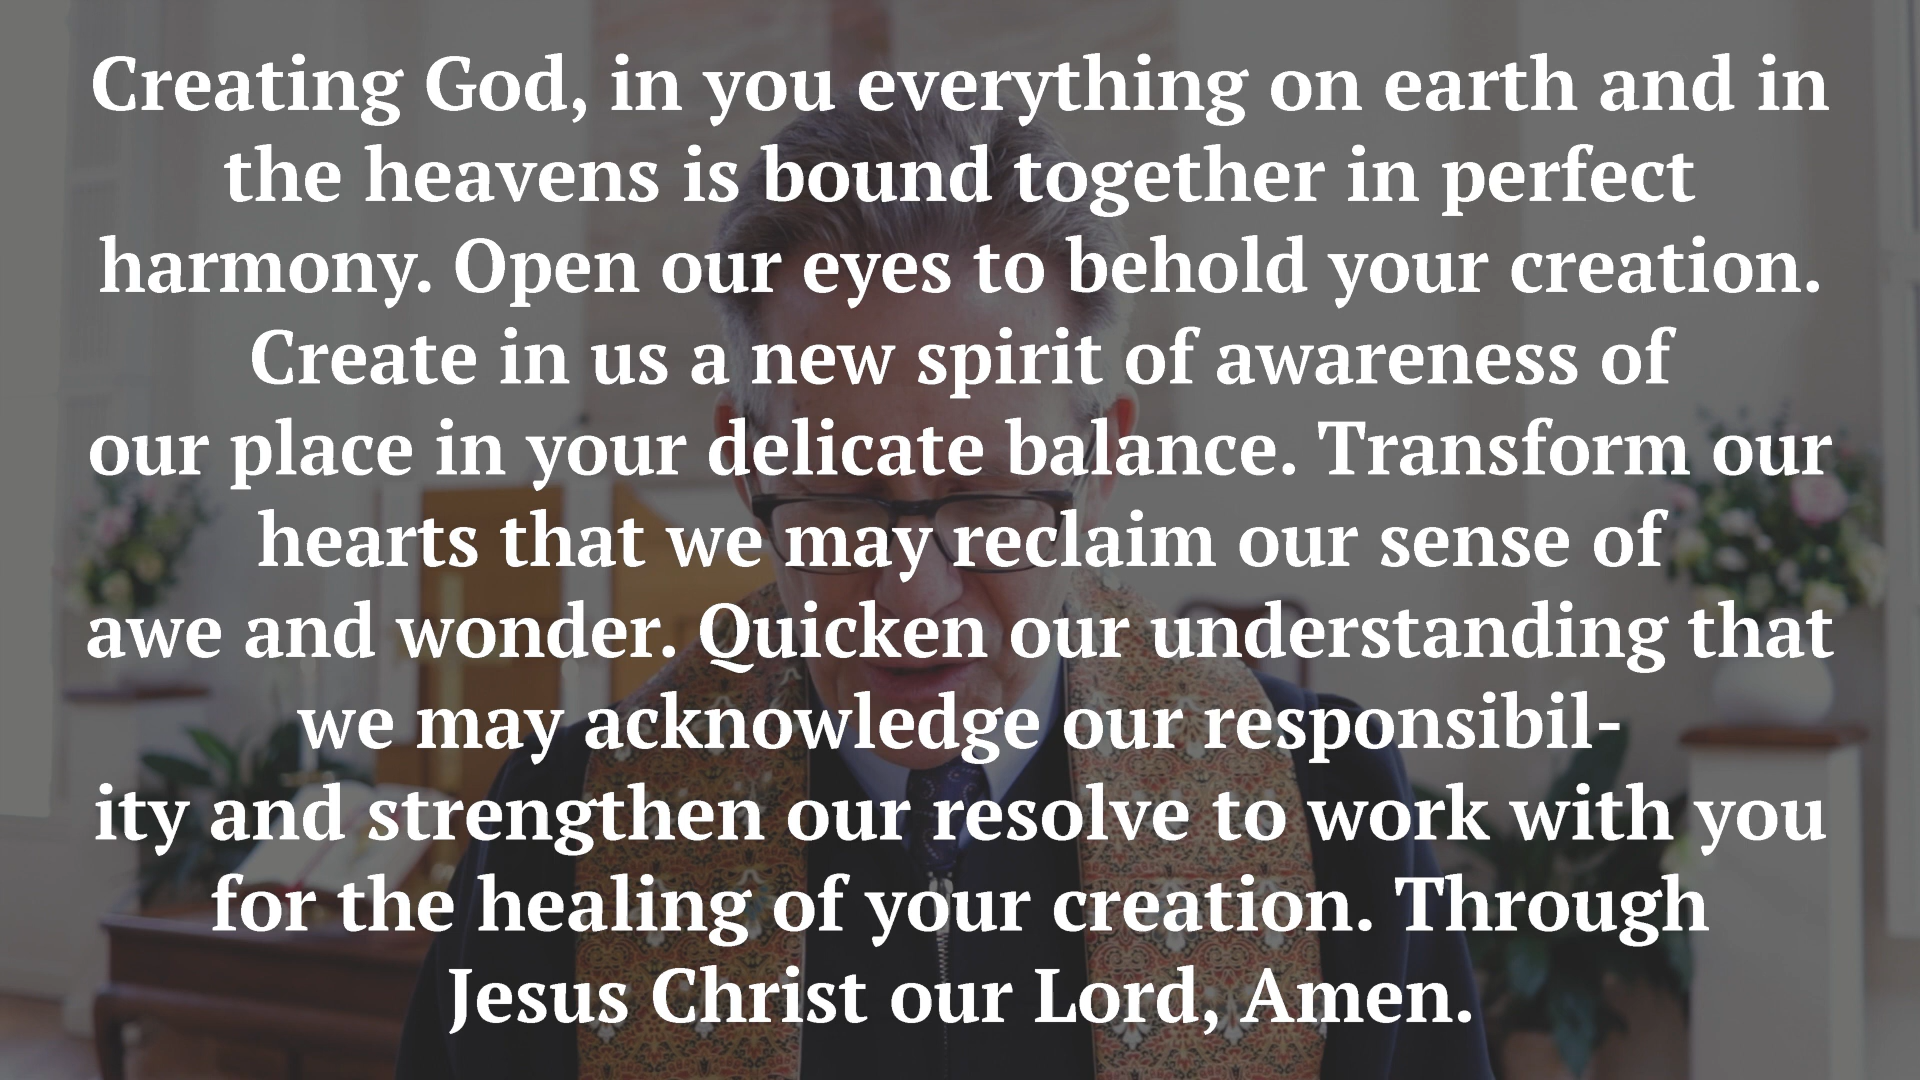 Creating God, in you everything on earth and in
the heavens is bound together in perfect
harmony. Open our eyes to behold your creation.
Create in us a new spirit of awareness of
our place in your delicate balance. Transform our
hearts that we may reclaim our sense of
awe and wonder. Quicken our understanding that
we may acknowledge our responsibil-
ity and strengthen our resolve to work with you
for the healing of your creation. Through
Jesus Christ our Lord, Amen.